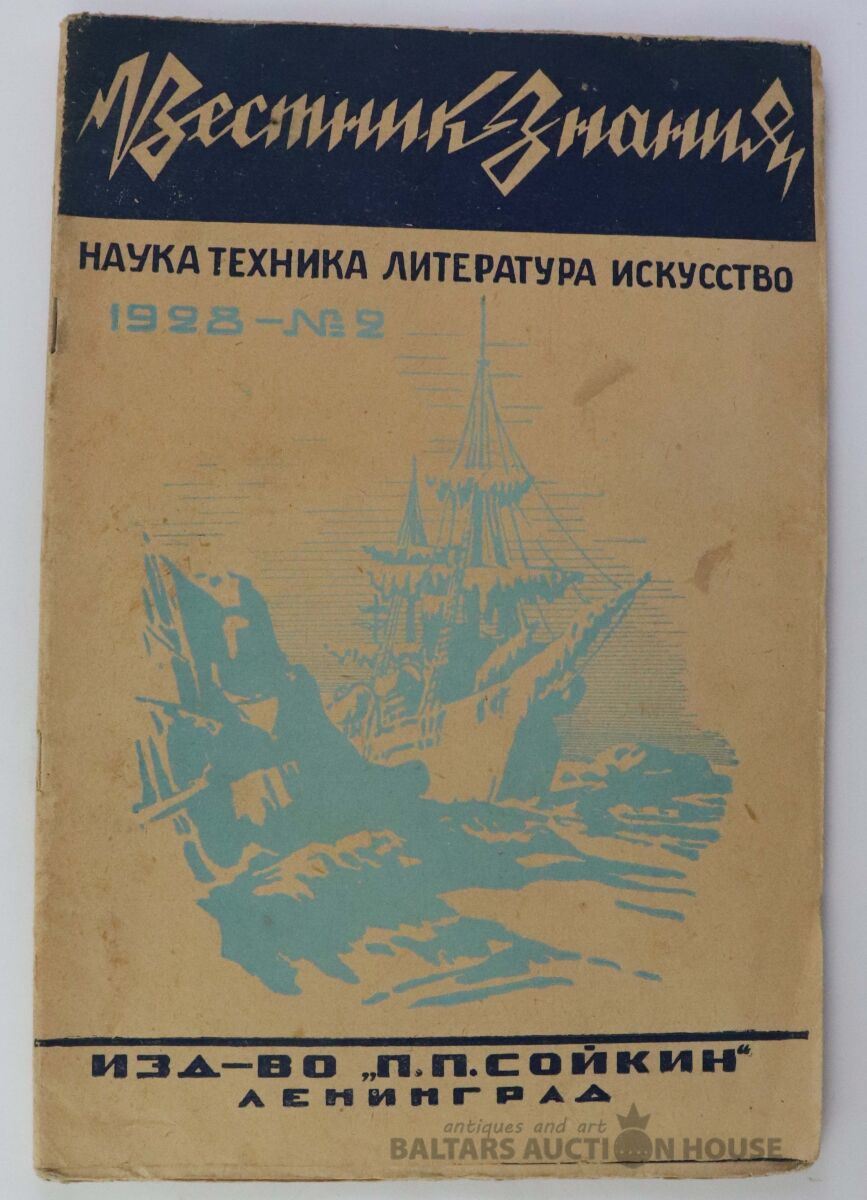 Вестник-Знания
НАУКА ТЕХНИКА ЛИТЕРАТУРА ИСКУССТВО
1928-№2
ИЗД-ВО „П.П.СОЙКИН“
ЛЕНИНГРАД
antiques and art
BALTARS AUCTION HOUSE